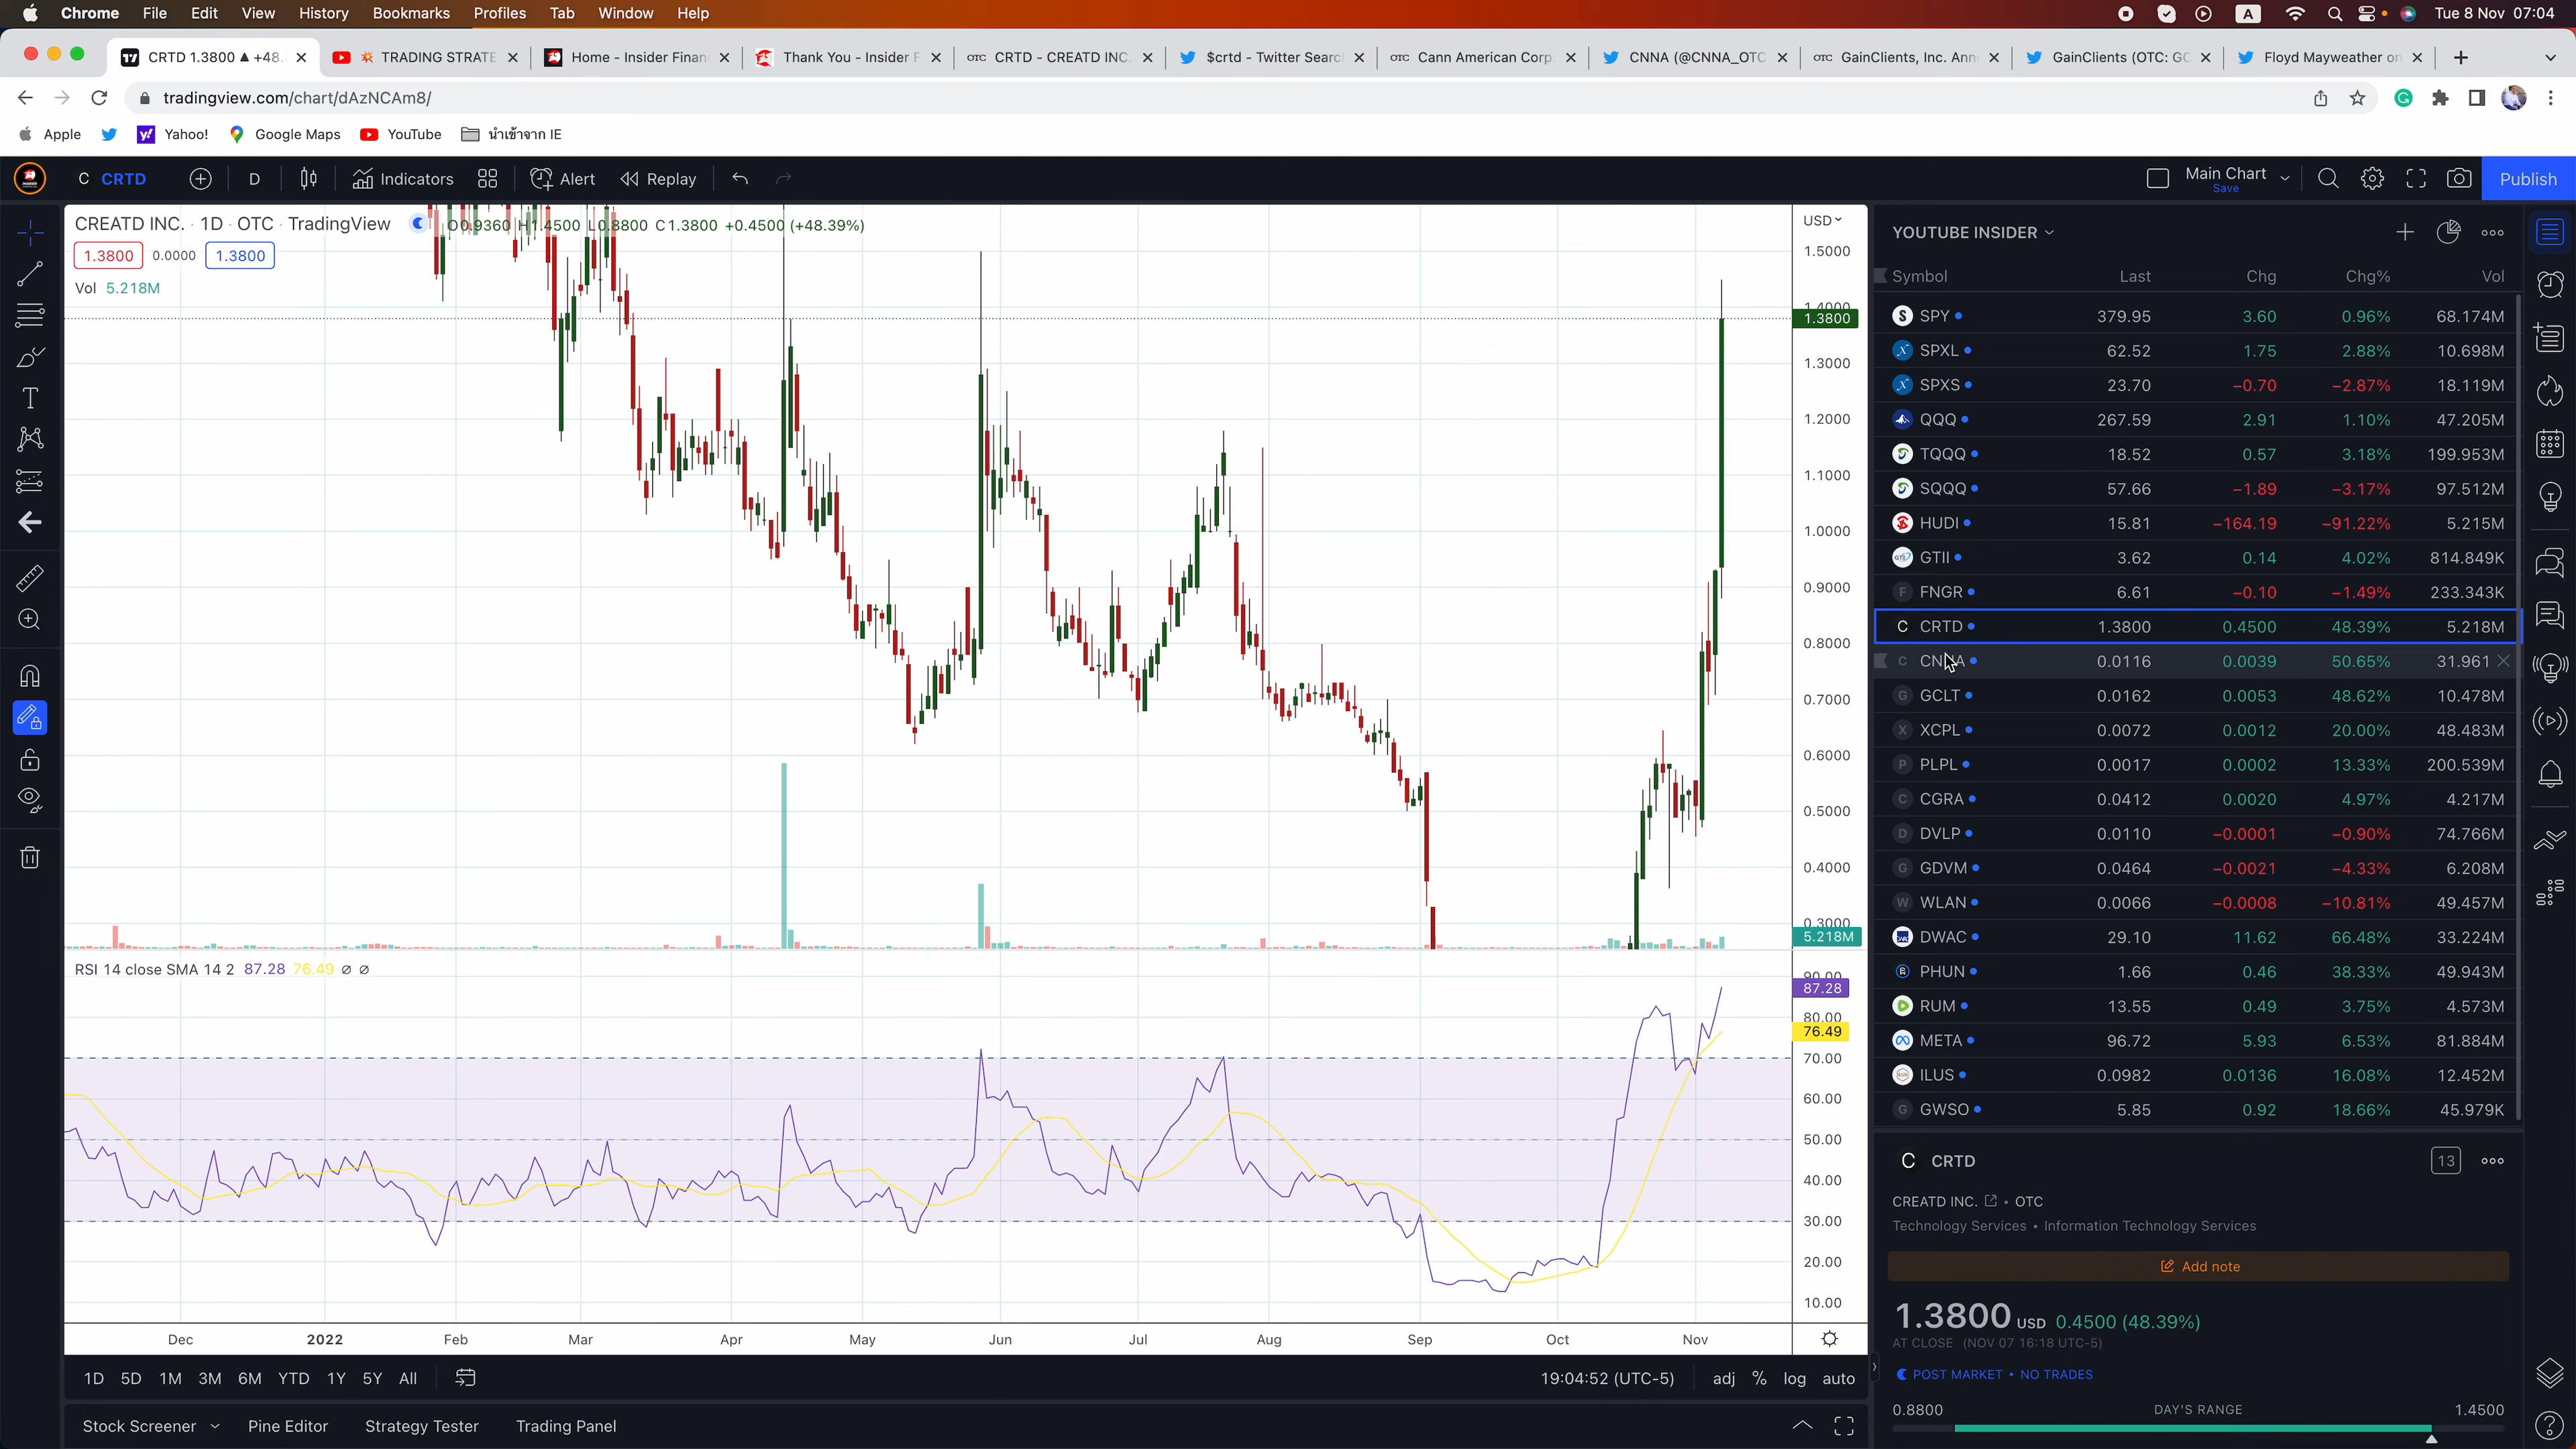 Chrome File Edit View History Bookmarks Profiles Tab Window Help A Tue 8 Nov 07:04
CRTD 1.3800 ▲ +48. TRADING STRATE Home - Insider Finan Thank You - Insider F OTC CRTD - CREATD INC. $crtd - Twitter Searc OTC Cann American Corp. CNNA (@CNNA_OTC OTC GainClients, Inc. Ann GainClients (OTC: GC Floyd Mayweather on
tradingview.com/chart/dAzNCAm8/
Apple Yahoo! Google Maps YouTube นำเข้าจาก IE
C CRTD D Indicators Alert Replay Main Chart Save Publish
CREATD INC. · 1D · OTC · TradingView O0.9360 H1.4500 L0.8800 C1.3800 +0.4500 (+48.39%)
1.3800 0.0000 1.3800
Vol 5.218M
USD
1.5000
1.4000
1.3800
1.3000
1.2000
1.1000
1.0000
0.9000
0.8000
0.7000
0.6000
0.5000
0.4000
0.3000
5.218M
RSI 14 close SMA 14 2 87.28 76.49 ∅ ∅
90.00
87.28
80.00
76.49
70.00
60.00
50.00
40.00
30.00
20.00
10.00
Dec 2022 Feb Mar Apr May Jun Jul Aug Sep Oct Nov
1D 5D 1M 3M 6M YTD 1Y 5Y All 19:04:52 (UTC-5) adj % log auto
Stock Screener Pine Editor Strategy Tester Trading Panel
YOUTUBE INSIDER
Symbol Last Chg Chg% Vol
SPY 379.95 3.60 0.96% 68.174M
SPXL 62.52 1.75 2.88% 10.698M
SPXS 23.70 −0.70 −2.87% 18.119M
QQQ 267.59 2.91 1.10% 47.205M
TQQQ 18.52 0.57 3.18% 199.953M
SQQQ 57.66 −1.89 −3.17% 97.512M
HUDI 15.81 −164.19 −91.22% 5.215M
GTII 3.62 0.14 4.02% 814.849K
F FNGR 6.61 −0.10 −1.49% 233.343K
C CRTD 1.3800 0.4500 48.39% 5.218M
C CNNA 0.0116 0.0039 50.65% 31.961
G GCLT 0.0162 0.0053 48.62% 10.478M
X XCPL 0.0072 0.0012 20.00% 48.483M
P PLPL 0.0017 0.0002 13.33% 200.539M
C CGRA 0.0412 0.0020 4.97% 4.217M
D DVLP 0.0110 −0.0001 −0.90% 74.766M
G GDVM 0.0464 −0.0021 −4.33% 6.208M
W WLAN 0.0066 −0.0008 −10.81% 49.457M
DWAC 29.10 11.62 66.48% 33.224M
PHUN 1.66 0.46 38.33% 49.943M
RUM 13.55 0.49 3.75% 4.573M
META 96.72 5.93 6.53% 81.884M
ILUS 0.0982 0.0136 16.08% 12.452M
G GWSO 5.85 0.92 18.66% 45.979K
C CRTD 13
CREATD INC. • OTC
Technology Services • Information Technology Services
Add note
1.3800 USD 0.4500 (48.39%)
AT CLOSE (NOV 07 16:18 UTC-5)
POST MARKET • NO TRADES
0.8800 DAY'S RANGE 1.4500